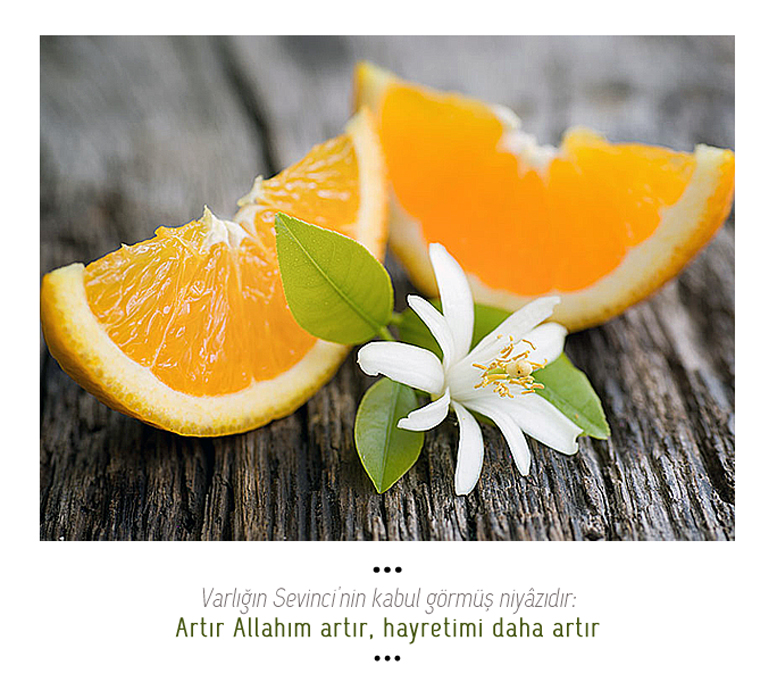 Varlığın Sevinci'nin kabul görmüş niyâzıdır:
Artır Allahım artır, hayretimi daha artır